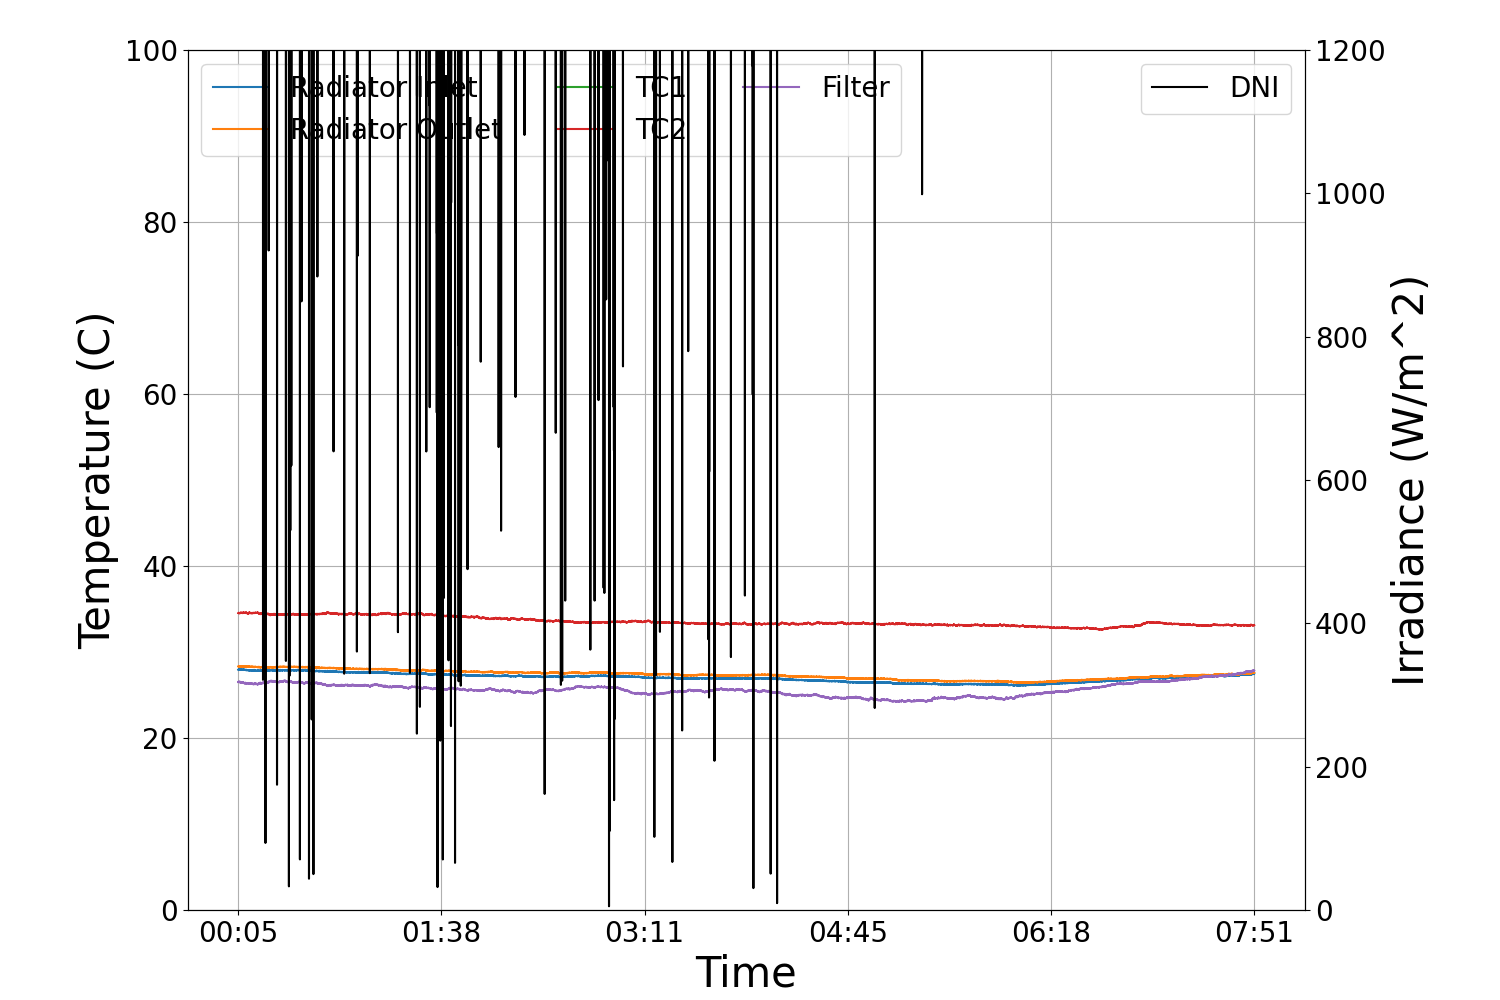 100
80
60
40
20
0
Temperature (C)
Radiator Inlet
Radiator Outlet
TC1
TC2
Filter
DNI
1200
1000
800
600
400
200
0
Irradiance (W/m^2)
00:05
01:38
03:11
04:45
06:18
07:51
Time